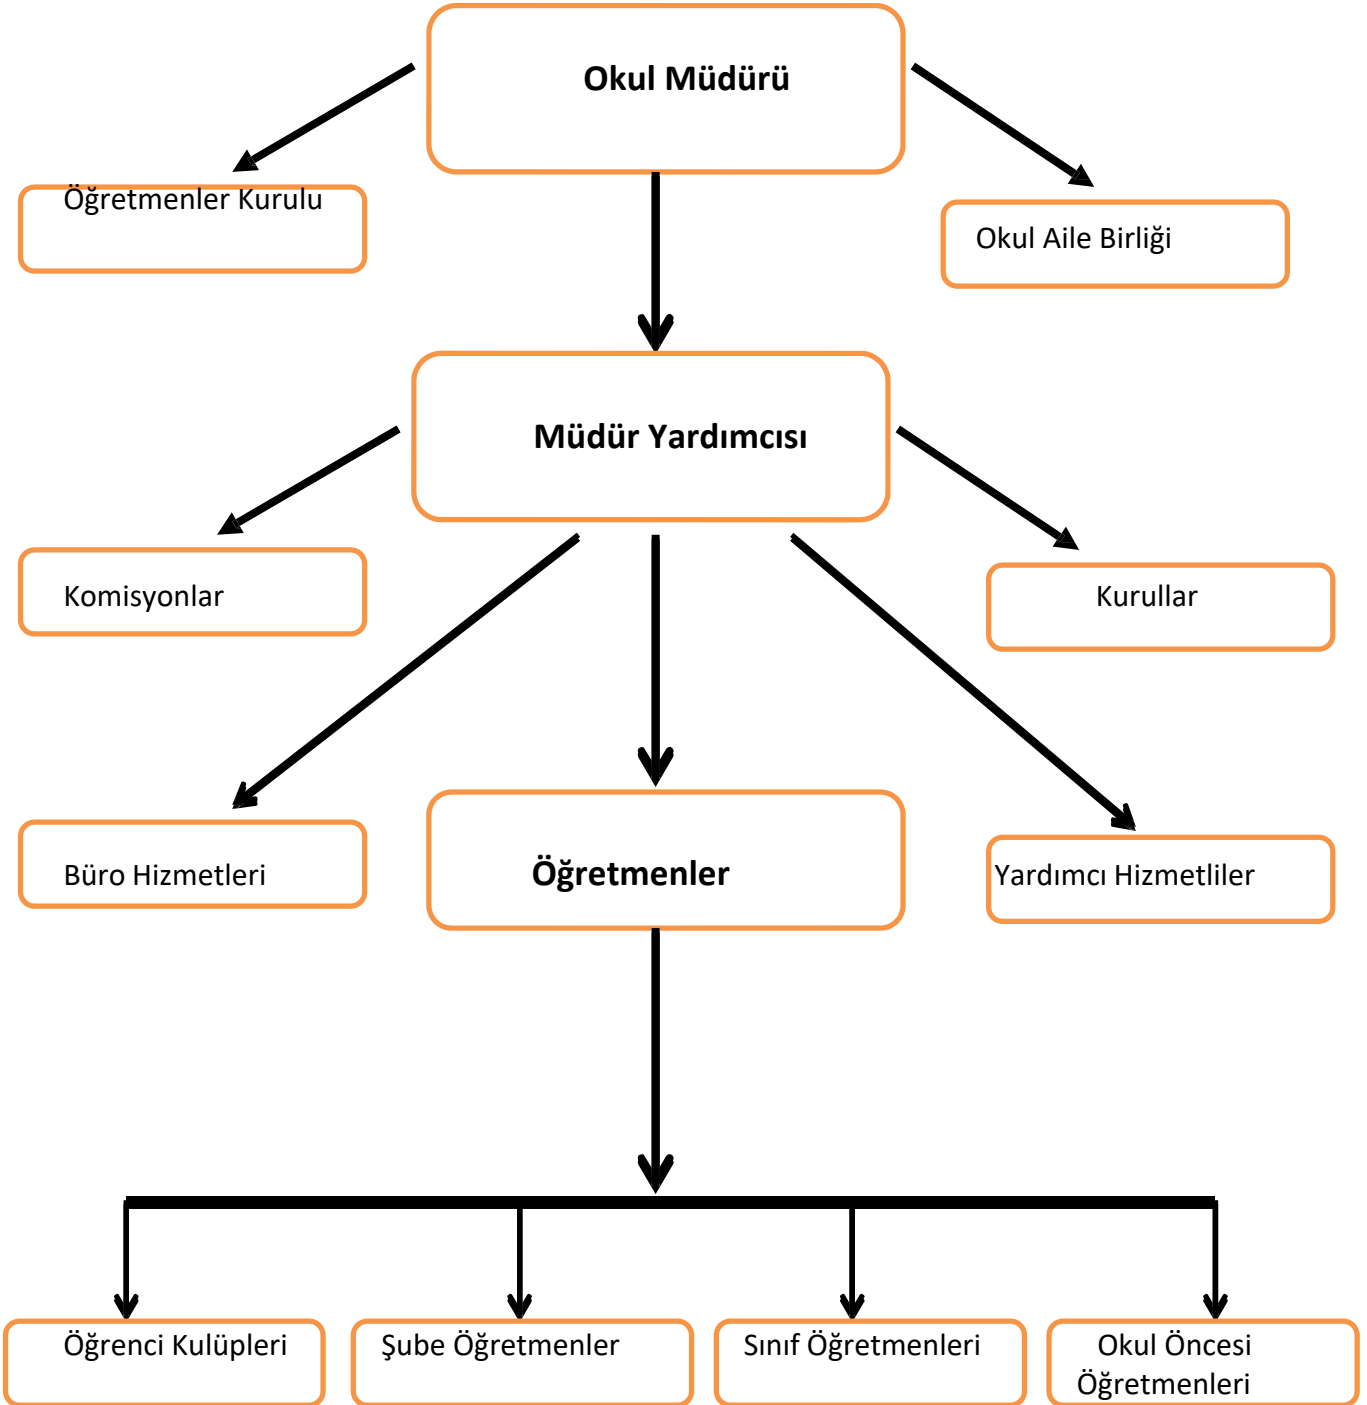 Okul Müdürü
Öğretmenler Kurulu
Okul Aile Birliği
Müdür Yardımcısı
Komisyonlar
Kurullar
Büro Hizmetleri
Öğretmenler
Yardımcı Hizmetliler
Öğrenci Kulüpleri
Şube Öğretmenler
Sınıf Öğretmenleri
Okul Öncesi
Öğretmenleri